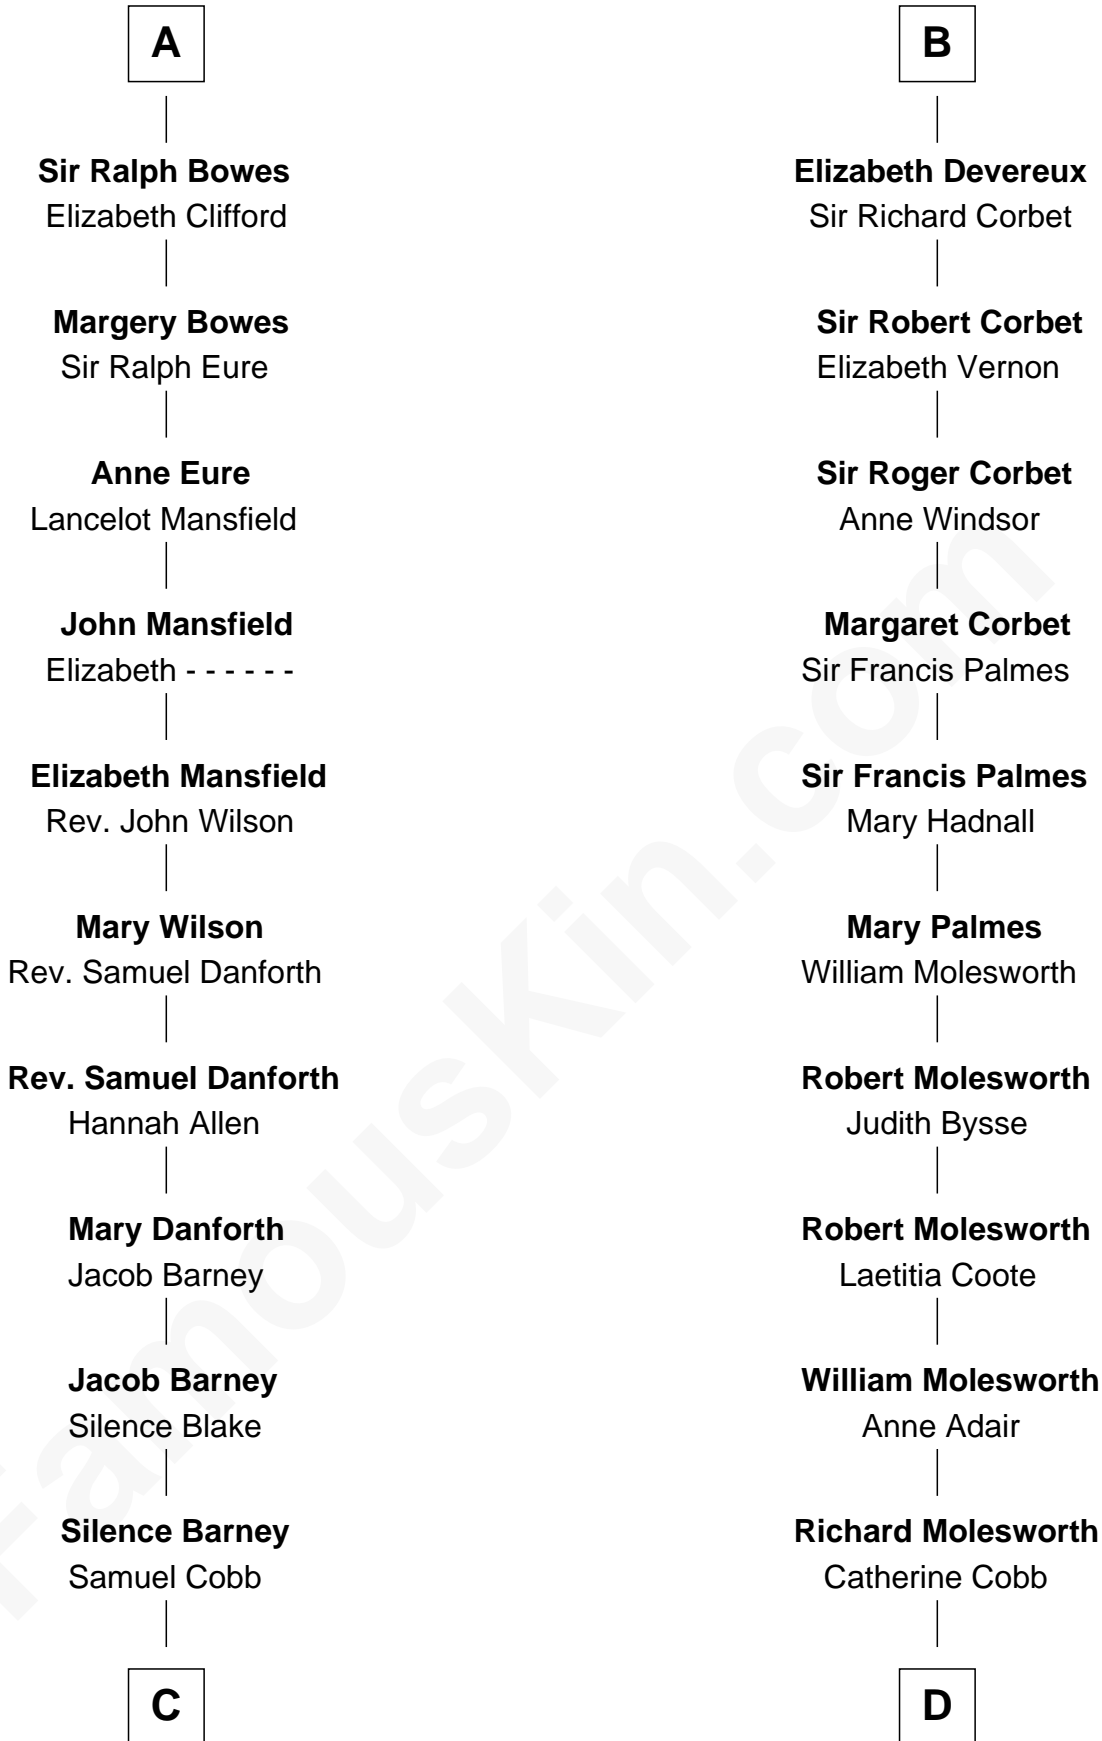 A
Sir Ralph Bowes
Elizabeth Clifford
Margery Bowes
Sir Ralph Eure
Anne Eure
Lancelot Mansfield
John Mansfield
Elizabeth - - - - - -
Elizabeth Mansfield
Rev. John Wilson
Mary Wilson
Rev. Samuel Danforth
Rev. Samuel Danforth
Hannah Allen
Mary Danforth
Jacob Barney
Jacob Barney
Silence Blake
Silence Barney
Samuel Cobb
C
B
Elizabeth Devereux
Sir Richard Corbet
Sir Robert Corbet
Elizabeth Vernon
Sir Roger Corbet
Anne Windsor
Margaret Corbet
Sir Francis Palmes
Sir Francis Palmes
Mary Hadnall
Mary Palmes
William Molesworth
Robert Molesworth
Judith Bysse
Robert Molesworth
Laetitia Coote
William Molesworth
Anne Adair
Richard Molesworth
Catherine Cobb
D
FamousKin.com